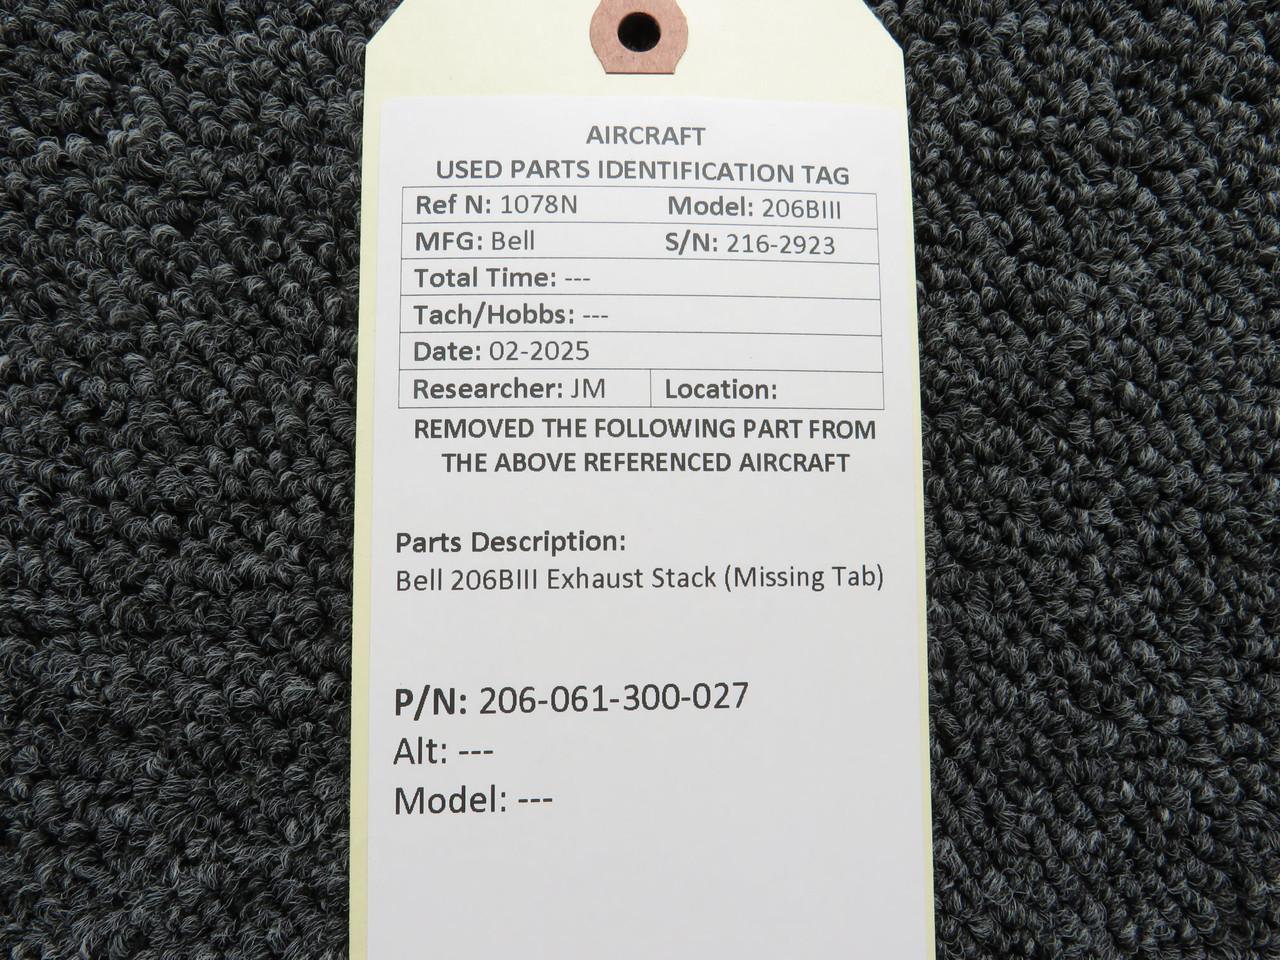 AIRCRAFT
USED PARTS IDENTIFICATION TAG
Ref N: 1078N Model: 206BIII
MFG: Bell S/N: 216-2923
Total Time: ---
Tach/Hobbs: ---
Date: 02-2025
Researcher: JM Location:
REMOVED THE FOLLOWING PART FROM
THE ABOVE REFERENCED AIRCRAFT
Parts Description:
Bell 206BIII Exhaust Stack (Missing Tab)
P/N: 206-061-300-027
Alt: ---
Model: ---